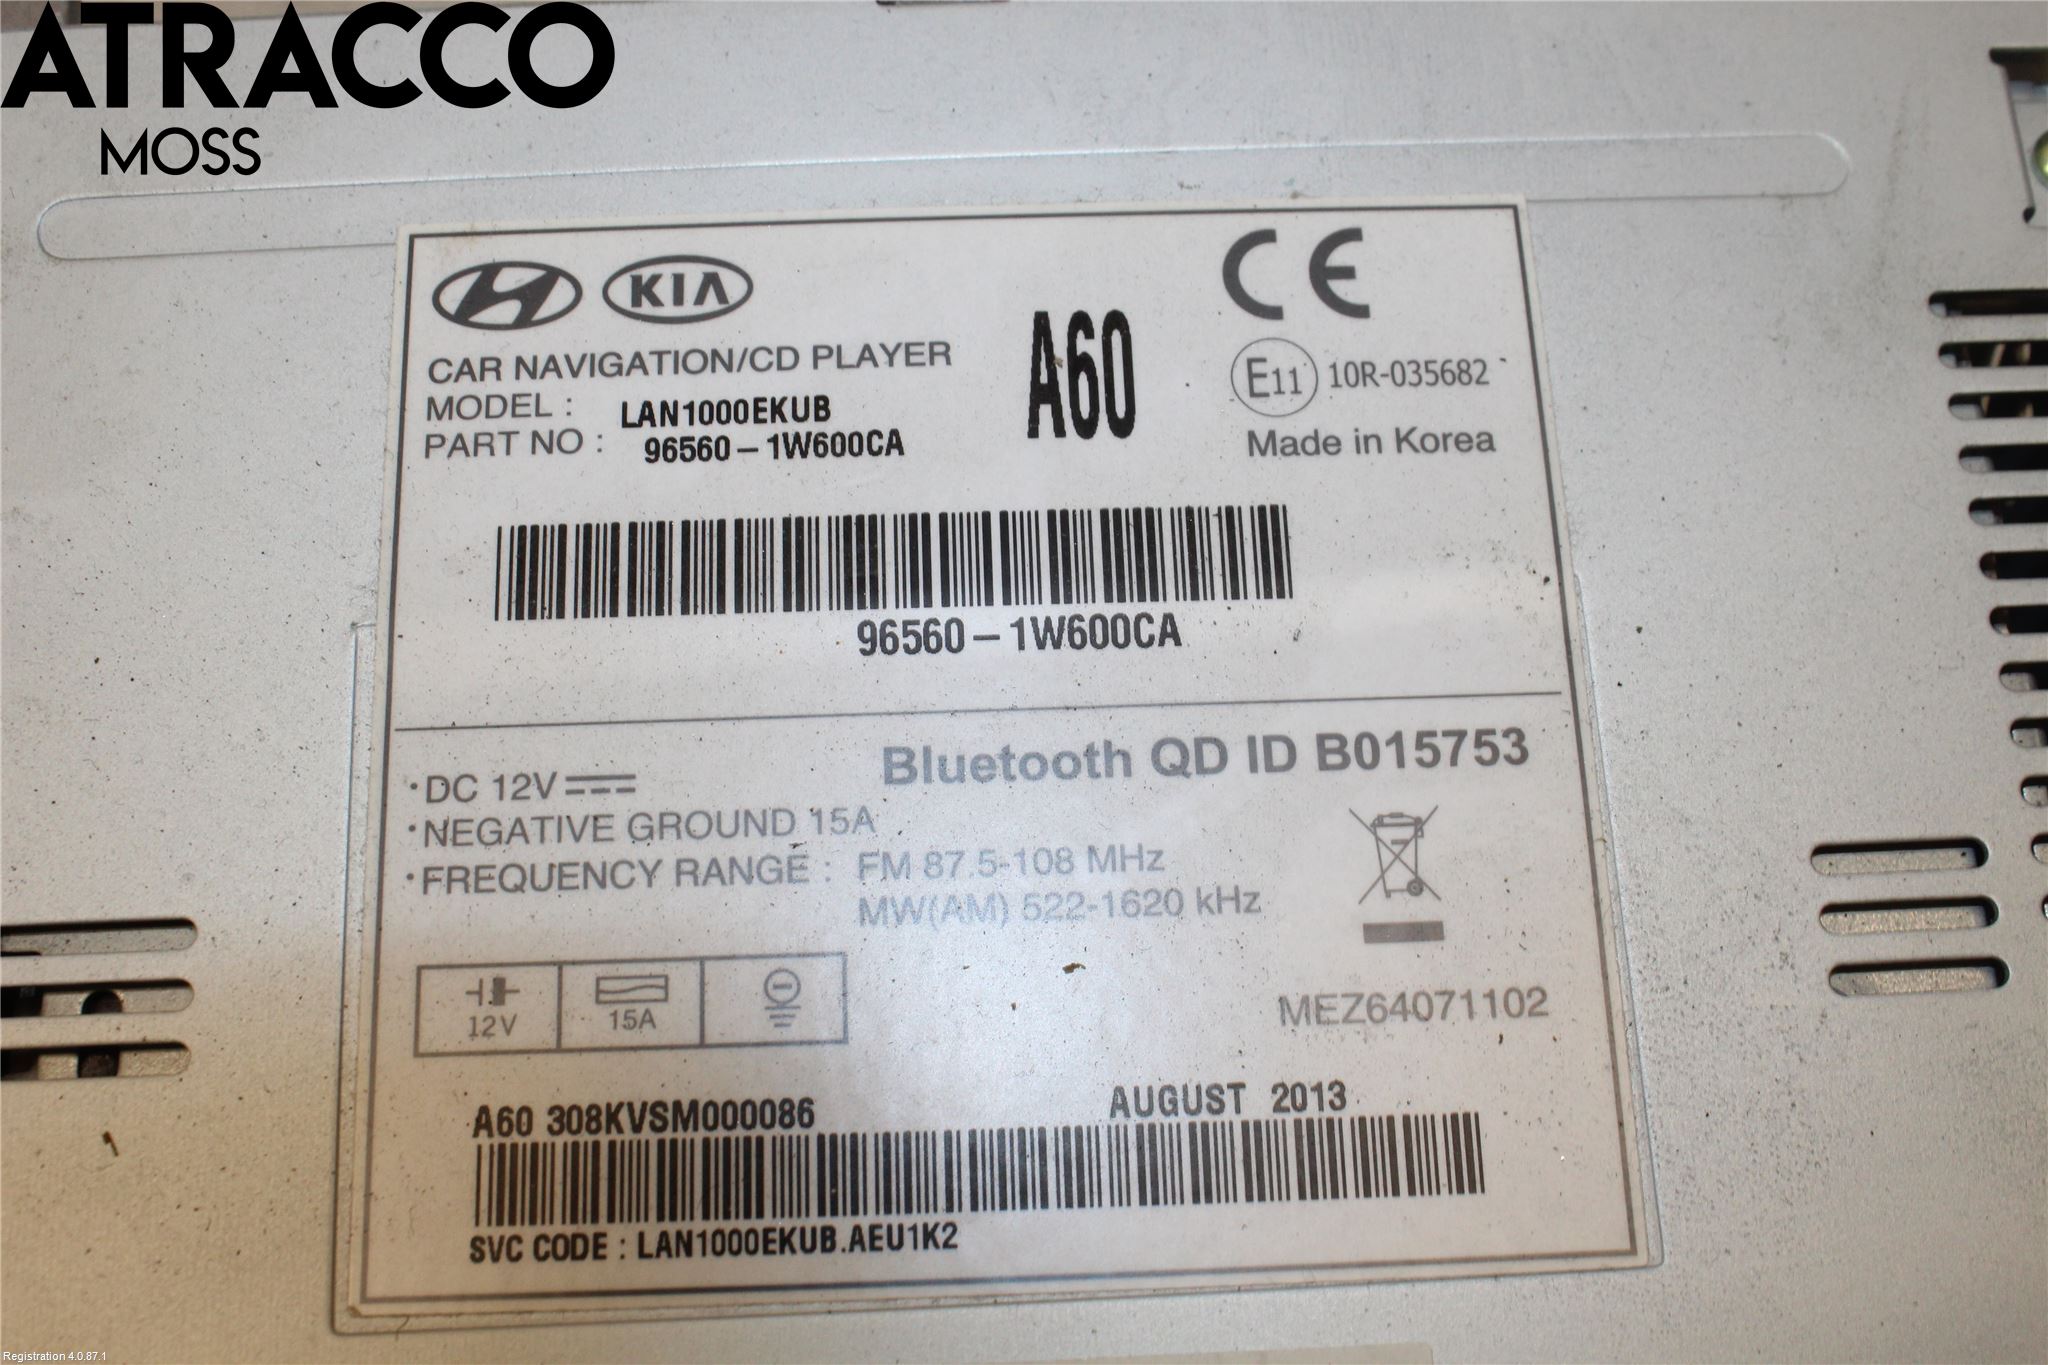 ATRACCO
MOSS
KIA
CE
CAR NAVIGATION/CD PLAYER
MODEL : LAN1000EKUB
PART NO : 96560-1W600CA
A60
E11 10R-035682
Made in Korea
96560-1W600CA
Bluetooth QD ID B015753
·DC 12V
·NEGATIVE GROUND 15A
·FREQUENCY RANGE : FM 87.5-108 MHz
MW(AM) 522-1620 kHz
12V 15A
MEZ64071102
A60 308KVSM000086 AUGUST 2013
SVC CODE : LAN1000EKUB.AEU1K2
Registration 4.0.87.1